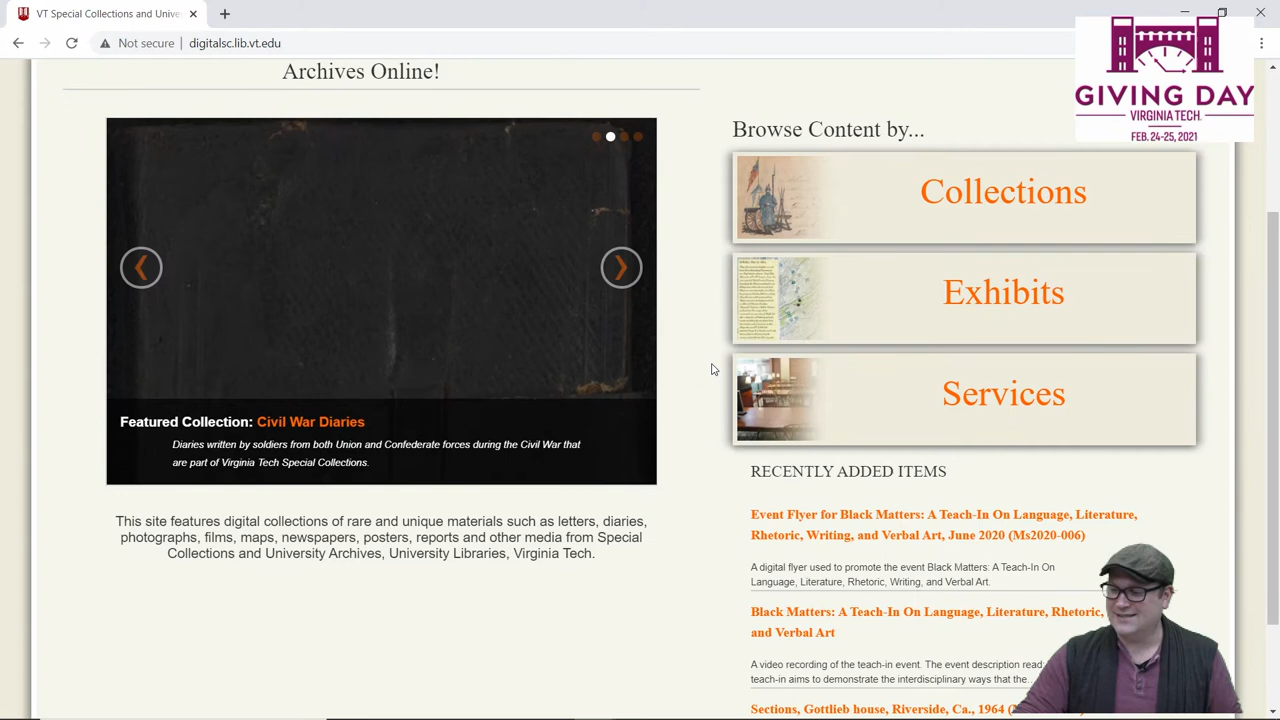 VT Special Collections and Unive
Not secure | digitalsc.lib.vt.edu
GIVING DAY
VIRGINIA TECH.
FEB. 24-25, 2021
Archives Online!
Featured Collection: Civil War Diaries
Diaries written by soldiers from both Union and Confederate forces during the Civil War that
are part of Virginia Tech Special Collections.
This site features digital collections of rare and unique materials such as letters, diaries,
photographs, films, maps, newspapers, posters, reports and other media from Special
Collections and University Archives, University Libraries, Virginia Tech.
Browse Content by...
Collections
Exhibits
Services
RECENTLY ADDED ITEMS
Event Flyer for Black Matters: A Teach-In On Language, Literature,
Rhetoric, Writing, and Verbal Art, June 2020 (Ms2020-006)
A digital flyer used to promote the event Black Matters: A Teach-In On
Language, Literature, Rhetoric, Writing, and Verbal Art.
Black Matters: A Teach-In On Language, Literature, Rhetoric,
and Verbal Art
A video recording of the teach-in event. The event description read:
teach-in aims to demonstrate the interdisciplinary ways that the...
Sections, Gottlieb house, Riverside, Ca., 1964 (